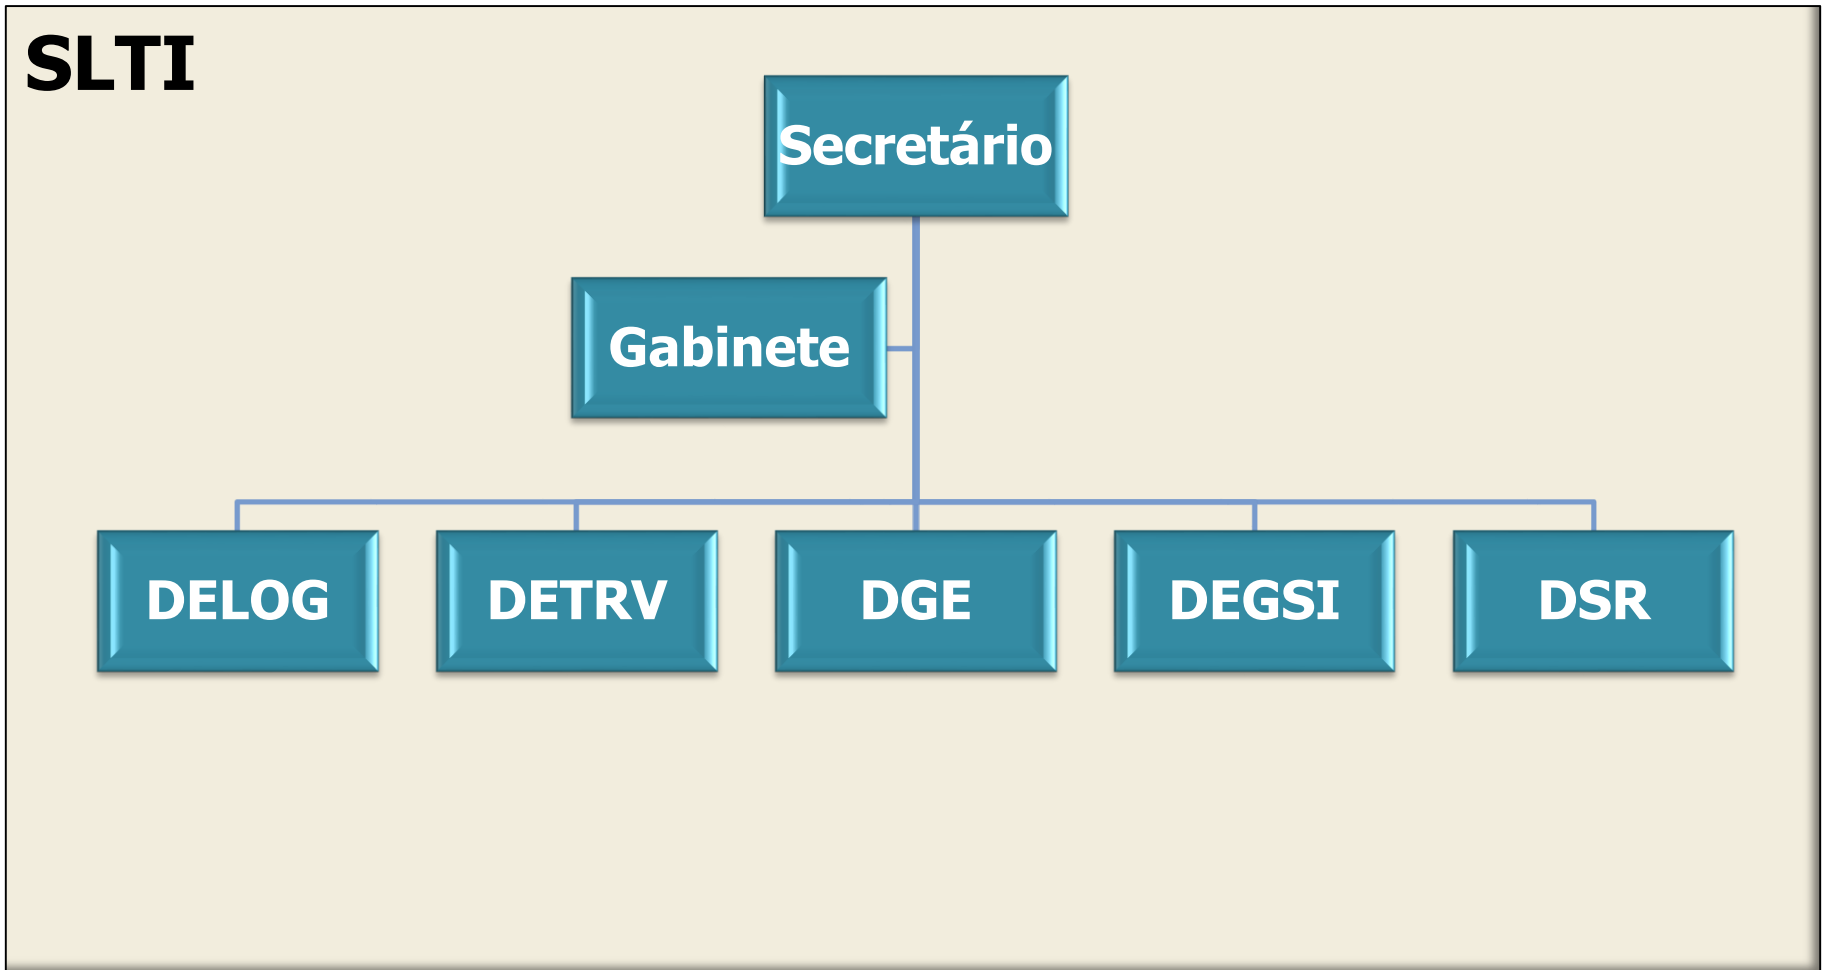 SLTI
Secretário
Gabinete
DELOG
DETRV
DGE
DEGSI
DSR